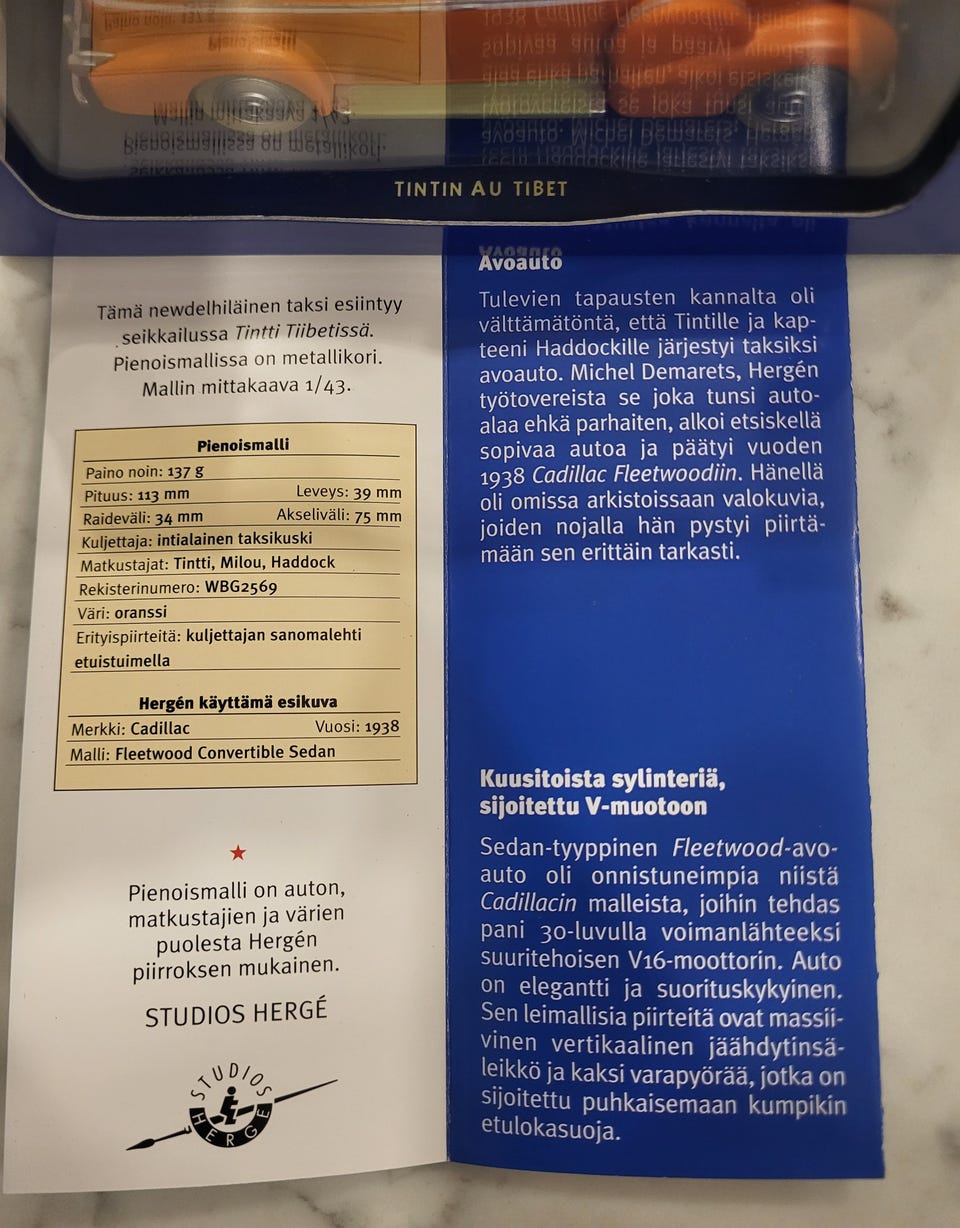 TINTIN AU TIBET
Tämä newdelhiläinen taksi esiintyy
seikkailussa Tintti Tiibetissä.
Pienoismallissa on metallikori.
Mallin mittakaava 1/43.
Pienoismalli
Paino noin: 137 g
Pituus: 113 mm Leveys: 39 mm
Raideväli: 34 mm Akseliväli: 75 mm
Kuljettaja: intialainen taksikuski
Matkustajat: Tintti, Milou, Haddock
Rekisterinumero: WBG2569
Väri: oranssi
Erityispiirteitä: kuljettajan sanomalehti
etuistuimella
Hergén käyttämä esikuva
Merkki: Cadillac Vuosi: 1938
Malli: Fleetwood Convertible Sedan
Pienoismalli on auton,
matkustajien ja värien
puolesta Hergén
piirroksen mukainen.
STUDIOS HERGÉ
STUDIOS
HERGÉ
Avoauto
Tulevien tapausten kannalta oli
välttämätöntä, että Tintille ja kap-
teeni Haddockille järjestyi taksiksi
avoauto. Michel Demarets, Hergén
työtovereista se joka tunsi auto-
alaa ehkä parhaiten, alkoi etsiskellä
sopivaa autoa ja päätyi vuoden
1938 Cadillac Fleetwoodiin. Hänellä
oli omissa arkistoissaan valokuvia,
joiden nojalla hän pystyi piirtä-
mään sen erittäin tarkasti.
Kuusitoista sylinteriä,
sijoitettu V-muotoon
Sedan-tyyppinen Fleetwood-avo-
auto oli onnistuneimpia niistä
Cadillacin malleista, joihin tehdas
pani 30-luvulla voimanlähteeksi
suuritehoisen V16-moottorin. Auto
on elegantti ja suorituskykyinen.
Sen leimallisia piirteitä ovat massii-
vinen vertikaalinen jäähdytinsä-
leikkö ja kaksi varapyörää, jotka on
sijoitettu puhkaisemaan kumpikin
etulokasuoja.